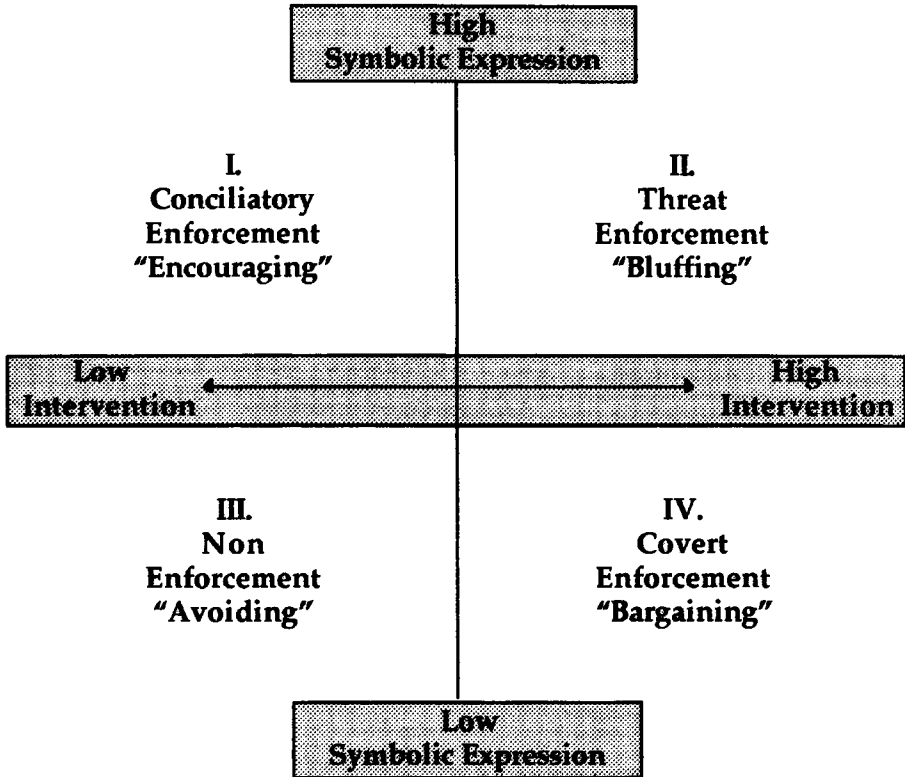 High
Symbolic Expression
I.
Conciliatory
Enforcement
"Encouraging"
II.
Threat
Enforcement
"Bluffing"
Low
Intervention
High
Intervention
III.
Non
Enforcement
"Avoiding"
IV.
Covert
Enforcement
"Bargaining"
Low
Symbolic Expression